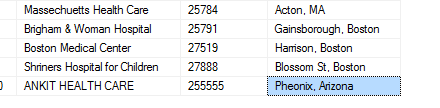 Massechuetts Health Care 25784 Acton, MA
Brigham & Woman Hospital 25791 Gainsborough, Boston
Boston Medical Center 27519 Harrison, Boston
Shriners Hospital for Children 27888 Blossom St, Boston
0 ANKIT HEALTH CARE 255555 Pheonix, Arizona